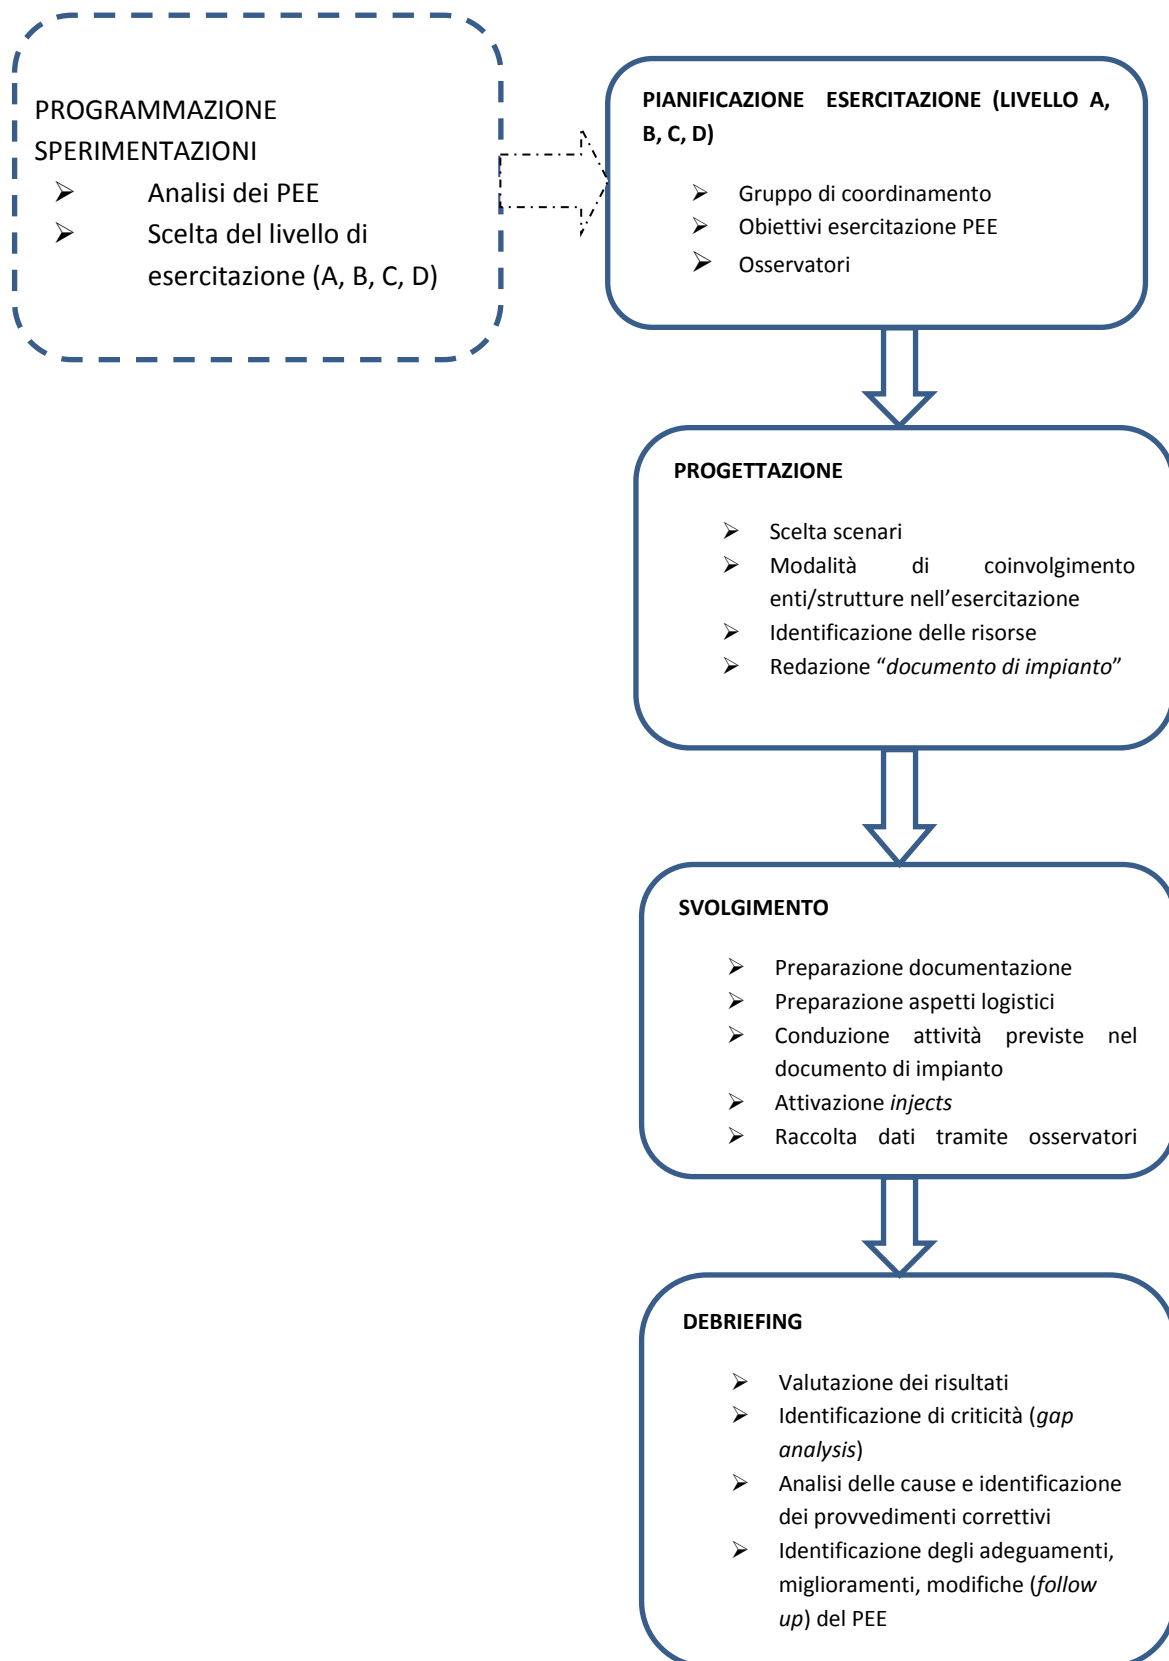 PROGRAMMAZIONE
SPERIMENTAZIONI
➢ Analisi dei PEE
➢ Scelta del livello di
esercitazione (A, B, C, D)
PIANIFICAZIONE ESERCITAZIONE (LIVELLO A,
B, C, D)
➢ Gruppo di coordinamento
➢ Obiettivi esercitazione PEE
➢ Osservatori
PROGETTAZIONE
➢ Scelta scenari
➢ Modalità di coinvolgimento
enti/strutture nell’esercitazione
➢ Identificazione delle risorse
➢ Redazione “documento di impianto”
SVOLGIMENTO
➢ Preparazione documentazione
➢ Preparazione aspetti logistici
➢ Conduzione attività previste nel
documento di impianto
➢ Attivazione injects
➢ Raccolta dati tramite osservatori
DEBRIEFING
➢ Valutazione dei risultati
➢ Identificazione di criticità (gap
analysis)
➢ Analisi delle cause e identificazione
dei provvedimenti correttivi
➢ Identificazione degli adeguamenti,
miglioramenti, modifiche (follow
up) del PEE